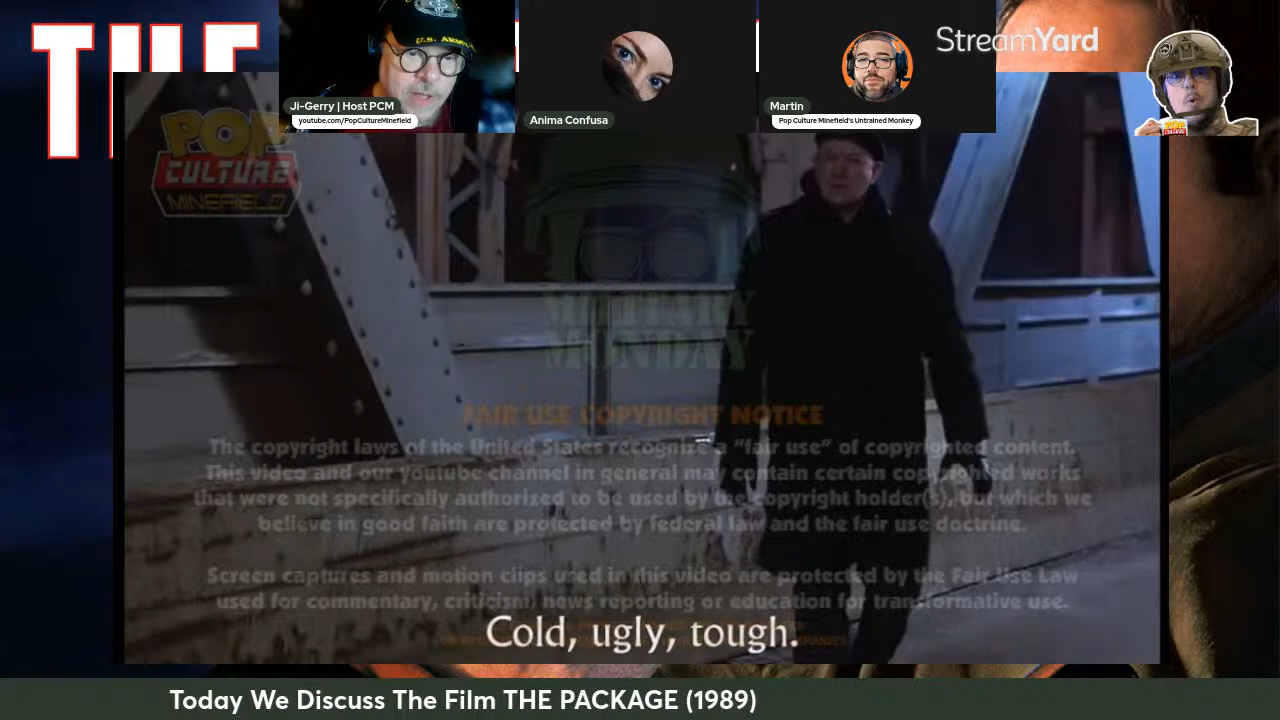 THE
StreamYard
U.S. ARMY
Ji-Gerry | Host PCM
youtube.com/PopCultureMinefield
Anima Confusa
Martin
Pop Culture Minefield's Untrained Monkey
POP
CULTURE
MINEFIELD
MILITARY
MONDAY
FAIR USE COPYRIGHT NOTICE
The copyright laws of the United States recognize a "fair use" of copyrighted content.
This video and our youtube channel in general may contain certain copyrighted works
that were not specifically authorized to be used by the copyright holder(s), but which we
believe in good faith are protected by federal law and the fair use doctrine.
Screen captures and motion clips used in this video are protected by the Fair Use Law
used for commentary, criticism, news reporting or education for transformative use.
Cold, ugly, tough.
Today We Discuss The Film THE PACKAGE (1989)